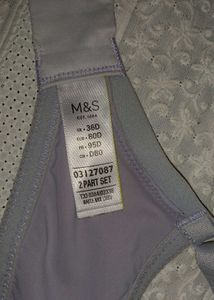 M&S
EST. 1884
UK - 36D
EUR - 80D
FR - 95D
CN - D80
03127087
2 PART SET